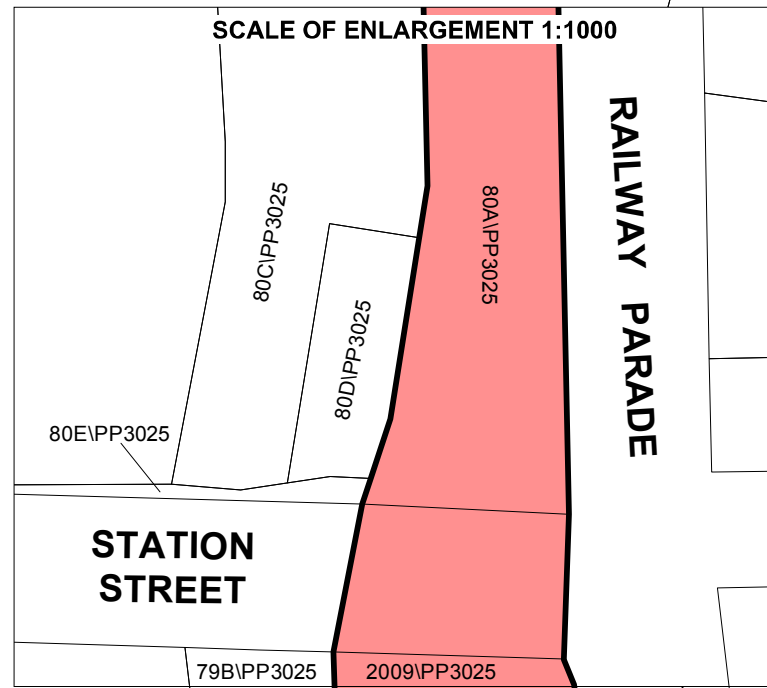 SCALE OF ENLARGEMENT 1:1000
RAILWAY PARADE
80C\PP3025
80A\PP3025
80D\PP3025
80E\PP3025
STATION
STREET
79B\PP3025
2009\PP3025